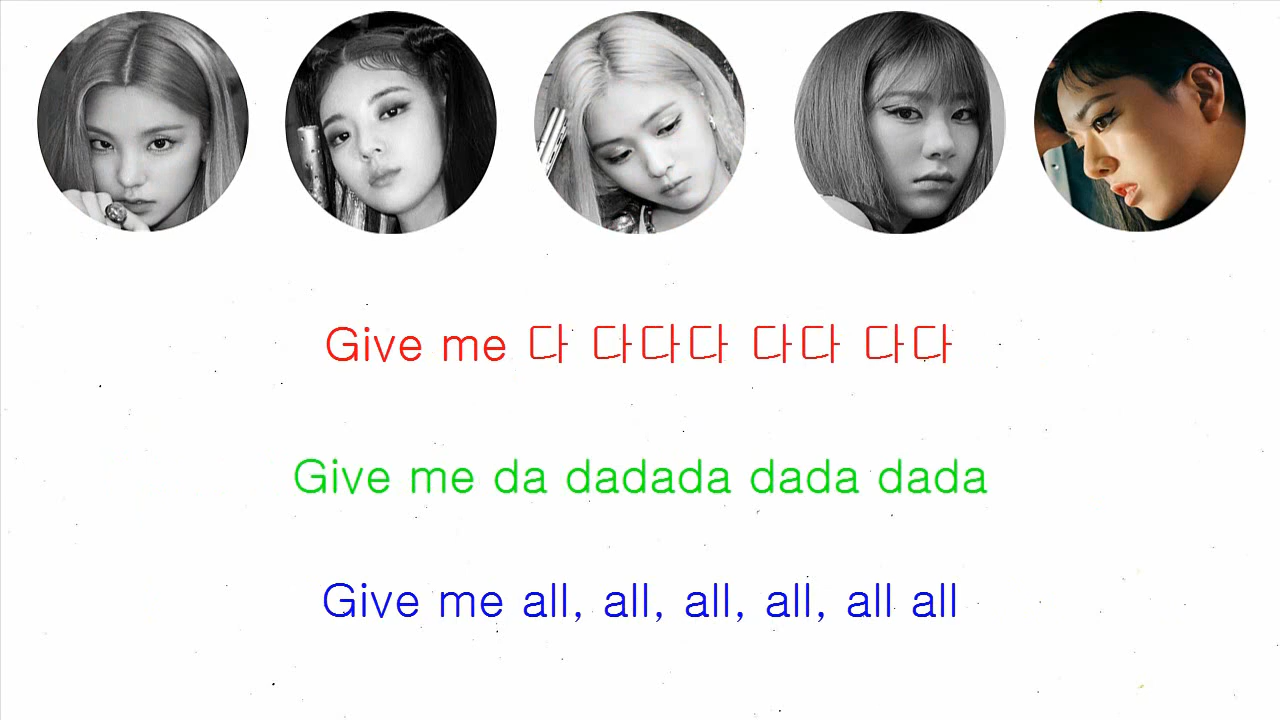 Give me 다 다다다 다다 다다
Give me da dadada dada dada
Give me all, all, all, all, all all